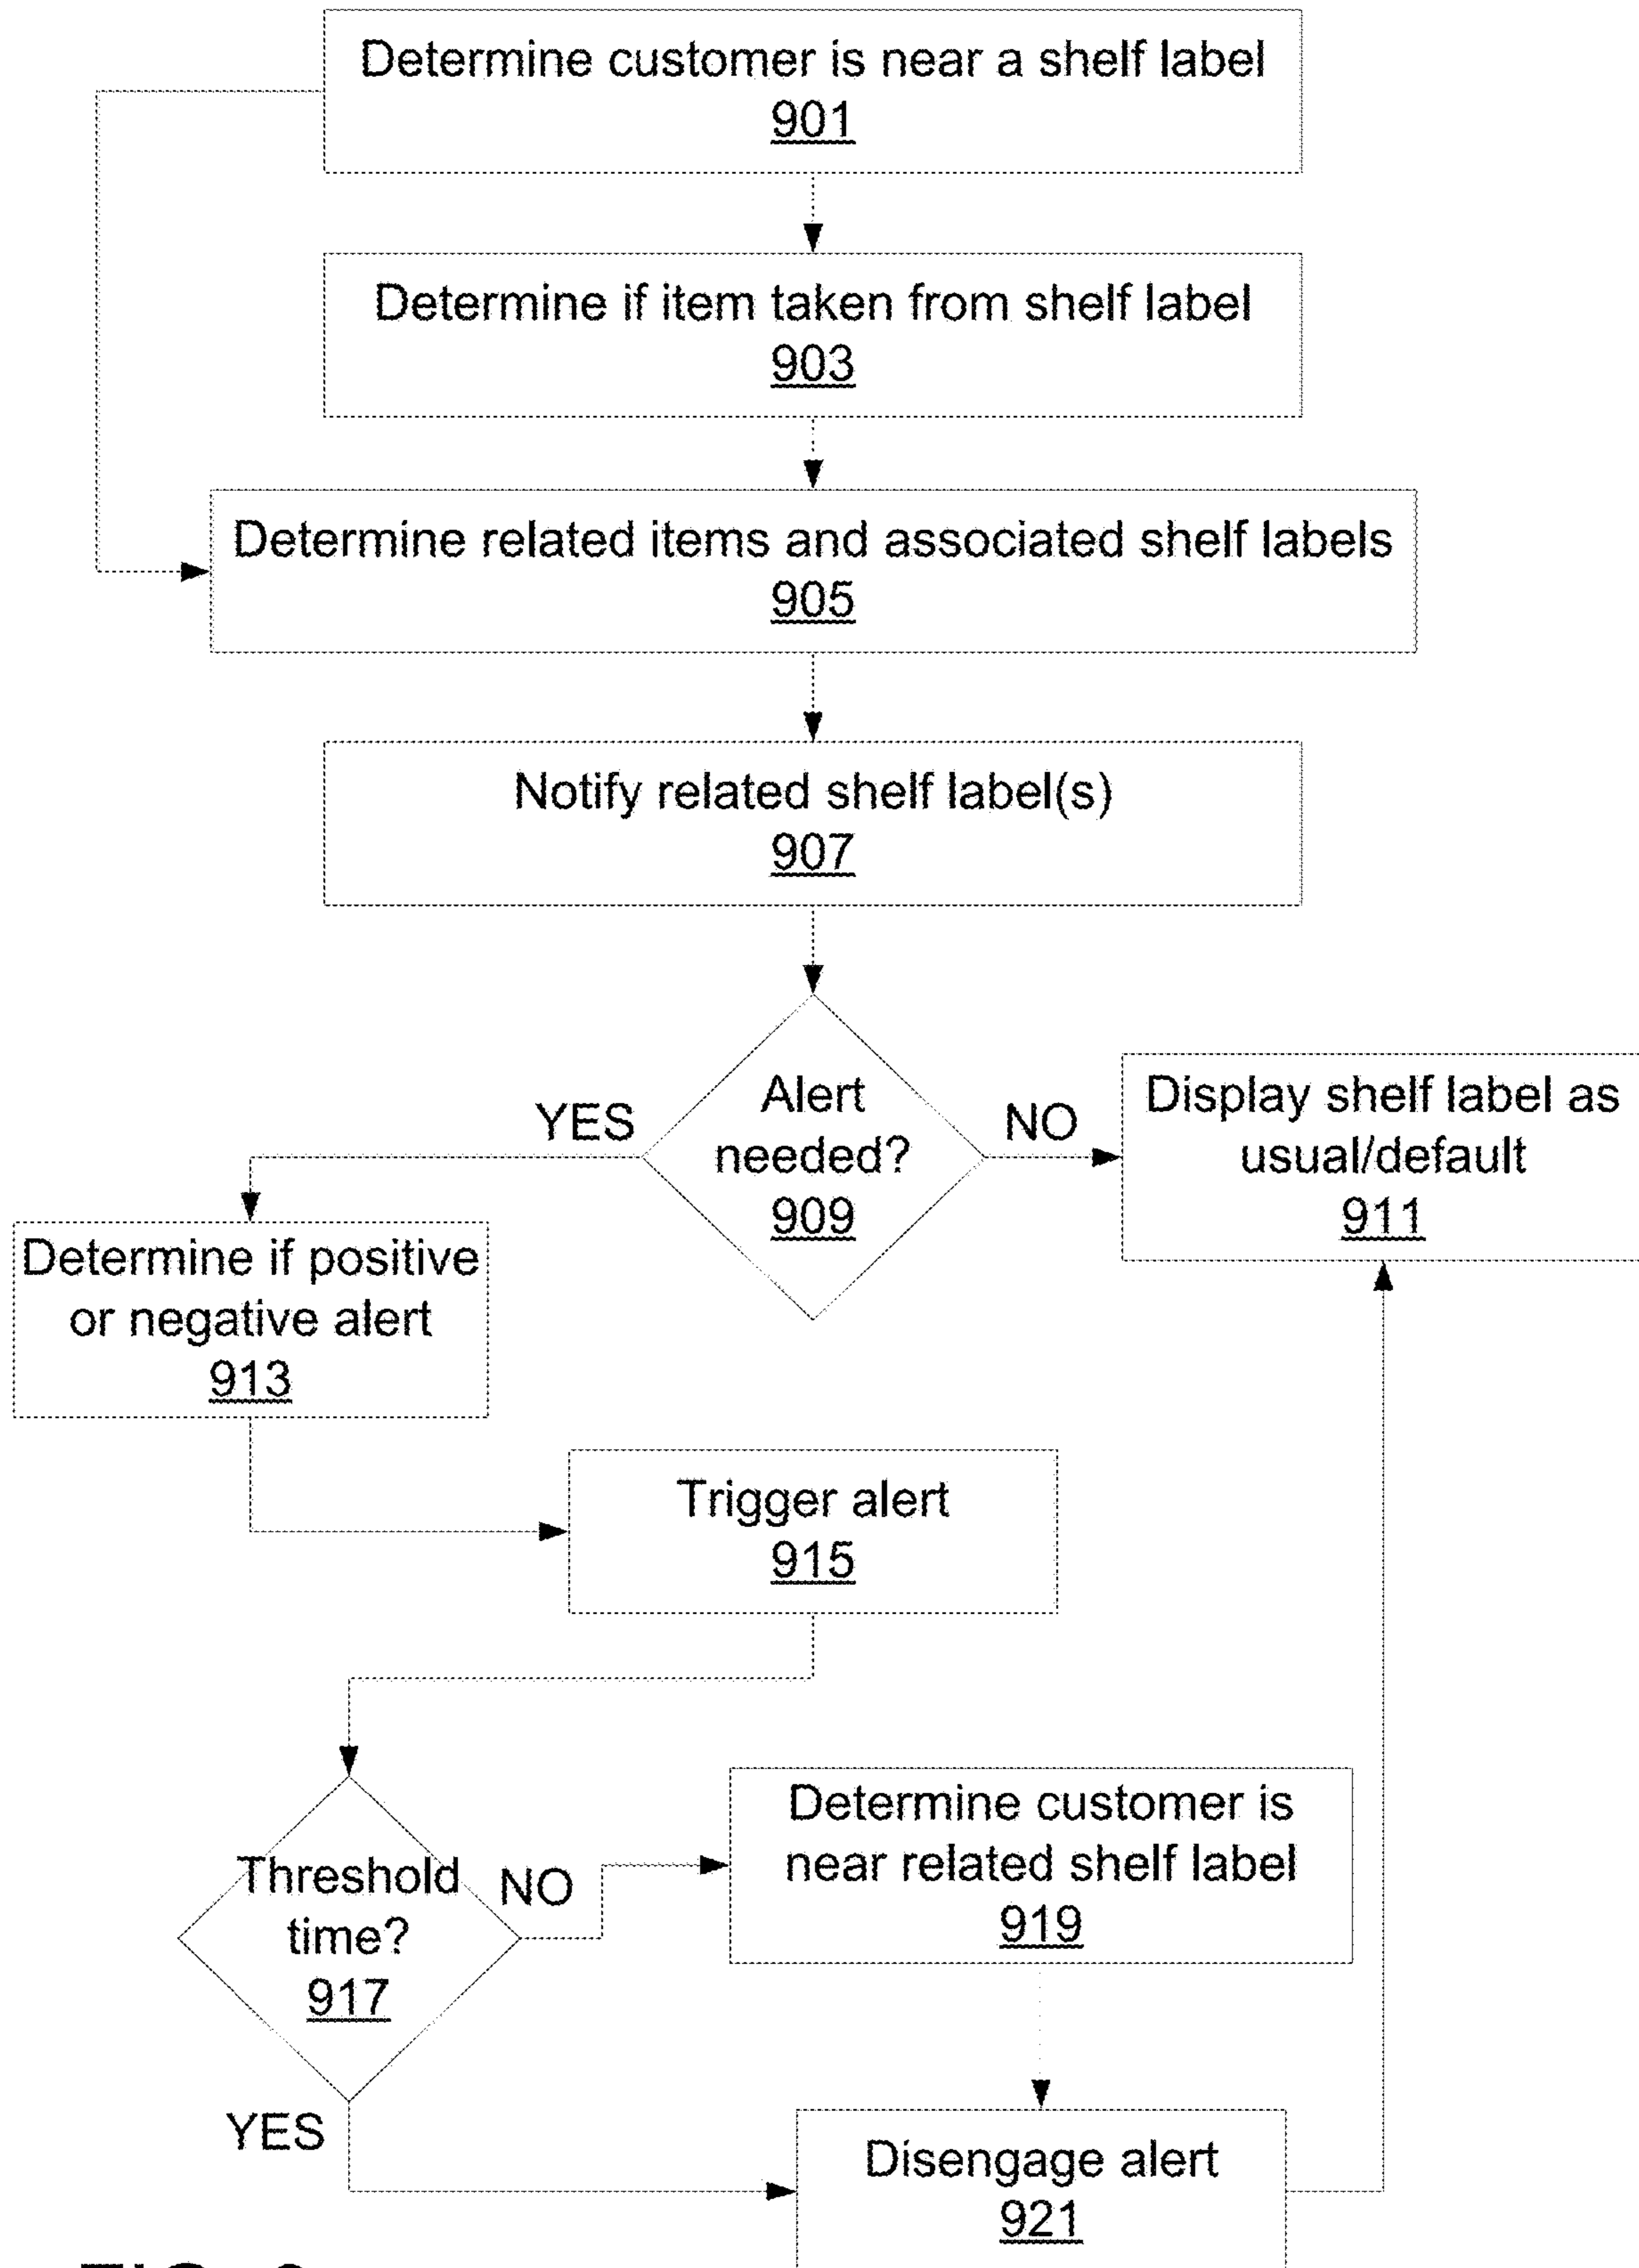 Determine customer is near a shelf label
901
Determine if item taken from shelf label
903
Determine related items and associated shelf labels
905
Notify related shelf label(s)
907
Alert
needed?
909
YES
NO
Display shelf label as
usual/default
911
Determine if positive
or negative alert
913
Trigger alert
915
Threshold
time?
917
NO
YES
Determine customer is
near related shelf label
919
Disengage alert
921